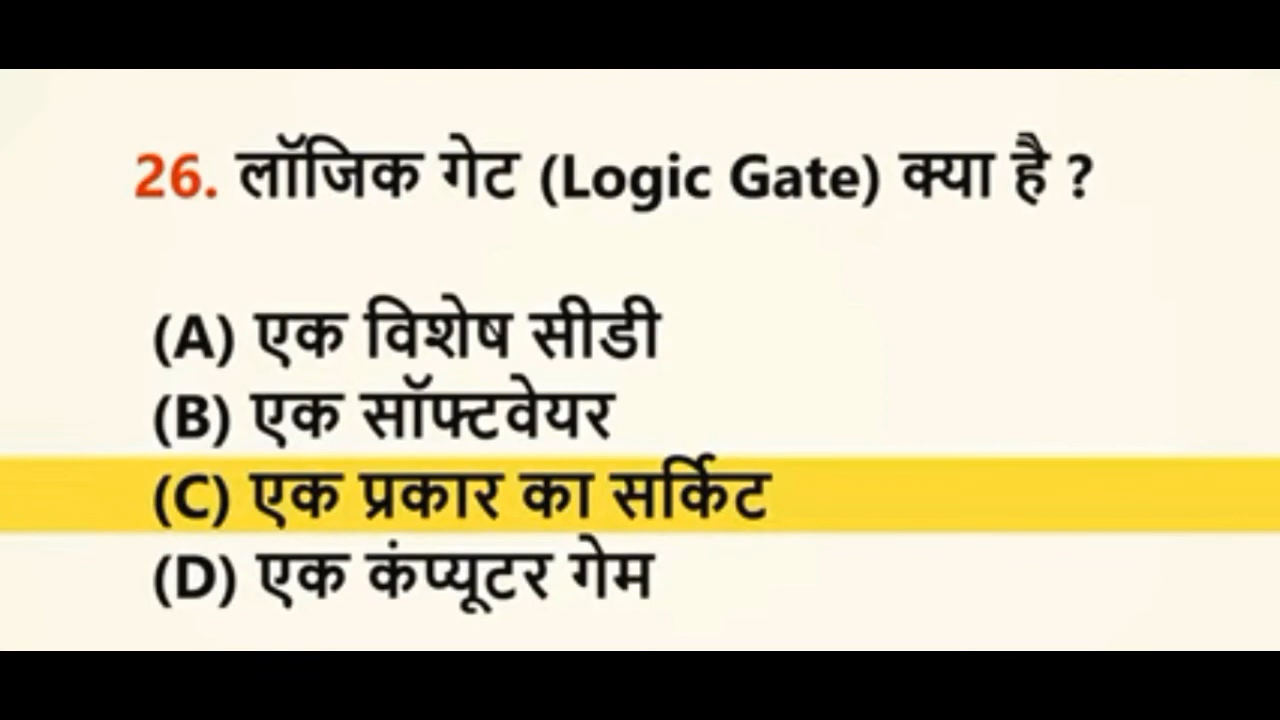 26. लॉजिक गेट (Logic Gate) क्या है ?
(A) एक विशेष सीडी
(B) एक सॉफ्टवेयर
(C) एक प्रकार का सर्किट
(D) एक कंप्यूटर गेम